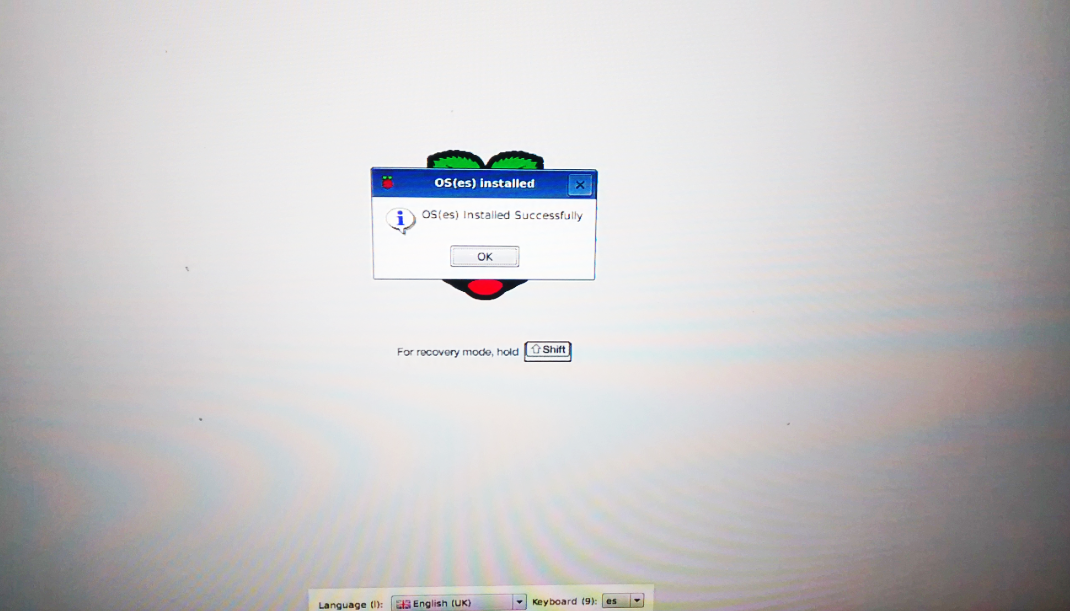 OS(es) installed
OS(es) Installed Successfully
OK
For recovery mode, hold Shift
Language (l): English (UK) Keyboard (9): es